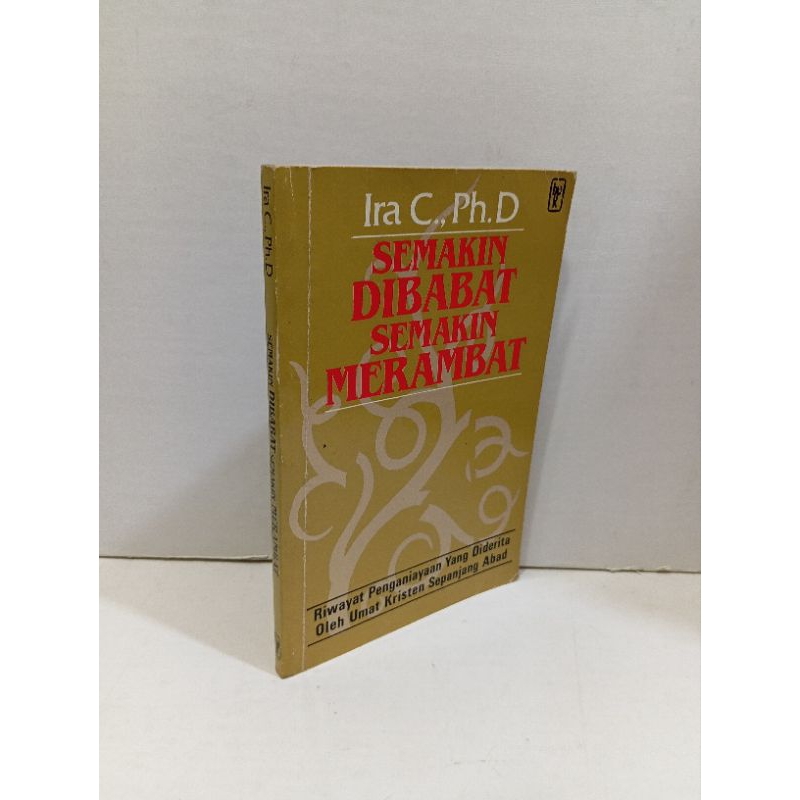 Ira C., Ph.D
SEMAKIN
DIBABAT
SEMAKIN
MERAMBAT
Riwayat Penganiayaan Yang Diderita
Oleh Umat Kristen Sepanjang Abad
Ira C., Ph.D SEMAKIN DIBABAT SEMAKIN MERAMBAT